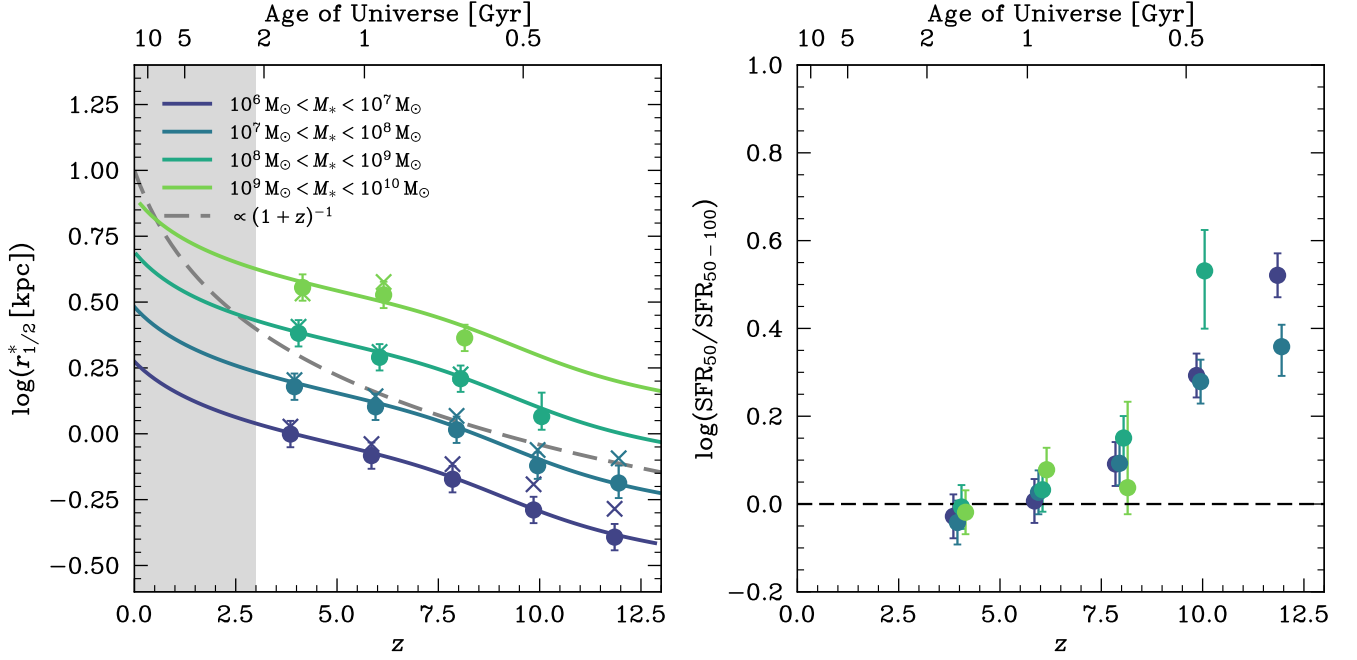 Age of Universe [Gyr]
10 5 2 1 0.5
1.25
1.00
0.75
0.50
0.25
0.00
−0.25
−0.50
log(r*₁/₂ [kpc])
10⁶ M⊙ < M* < 10⁷ M⊙
10⁷ M⊙ < M* < 10⁸ M⊙
10⁸ M⊙ < M* < 10⁹ M⊙
10⁹ M⊙ < M* < 10¹⁰ M⊙
∝ (1 + z)⁻¹
0.0 2.5 5.0 7.5 10.0 12.5
z
Age of Universe [Gyr]
10 5 2 1 0.5
1.0
0.8
0.6
0.4
0.2
0.0
−0.2
log(SFR₅₀/SFR₅₀₋₁₀₀)
0.0 2.5 5.0 7.5 10.0 12.5
z